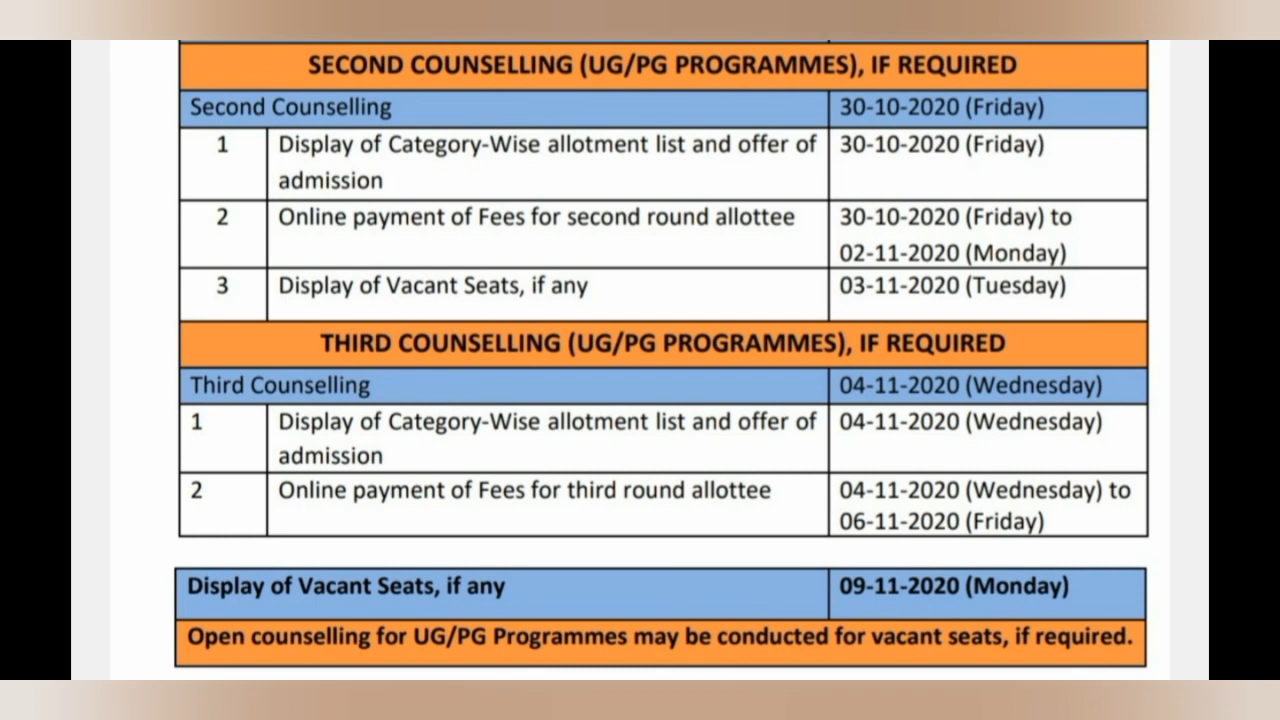 SECOND COUNSELLING (UG/PG PROGRAMMES), IF REQUIRED
Second Counselling 30-10-2020 (Friday)
1 Display of Category-Wise allotment list and offer of 30-10-2020 (Friday)
admission
2 Online payment of Fees for second round allottee 30-10-2020 (Friday) to
02-11-2020 (Monday)
3 Display of Vacant Seats, if any 03-11-2020 (Tuesday)
THIRD COUNSELLING (UG/PG PROGRAMMES), IF REQUIRED
Third Counselling 04-11-2020 (Wednesday)
1 Display of Category-Wise allotment list and offer of 04-11-2020 (Wednesday)
admission
2 Online payment of Fees for third round allottee 04-11-2020 (Wednesday) to
06-11-2020 (Friday)
Display of Vacant Seats, if any 09-11-2020 (Monday)
Open counselling for UG/PG Programmes may be conducted for vacant seats, if required.